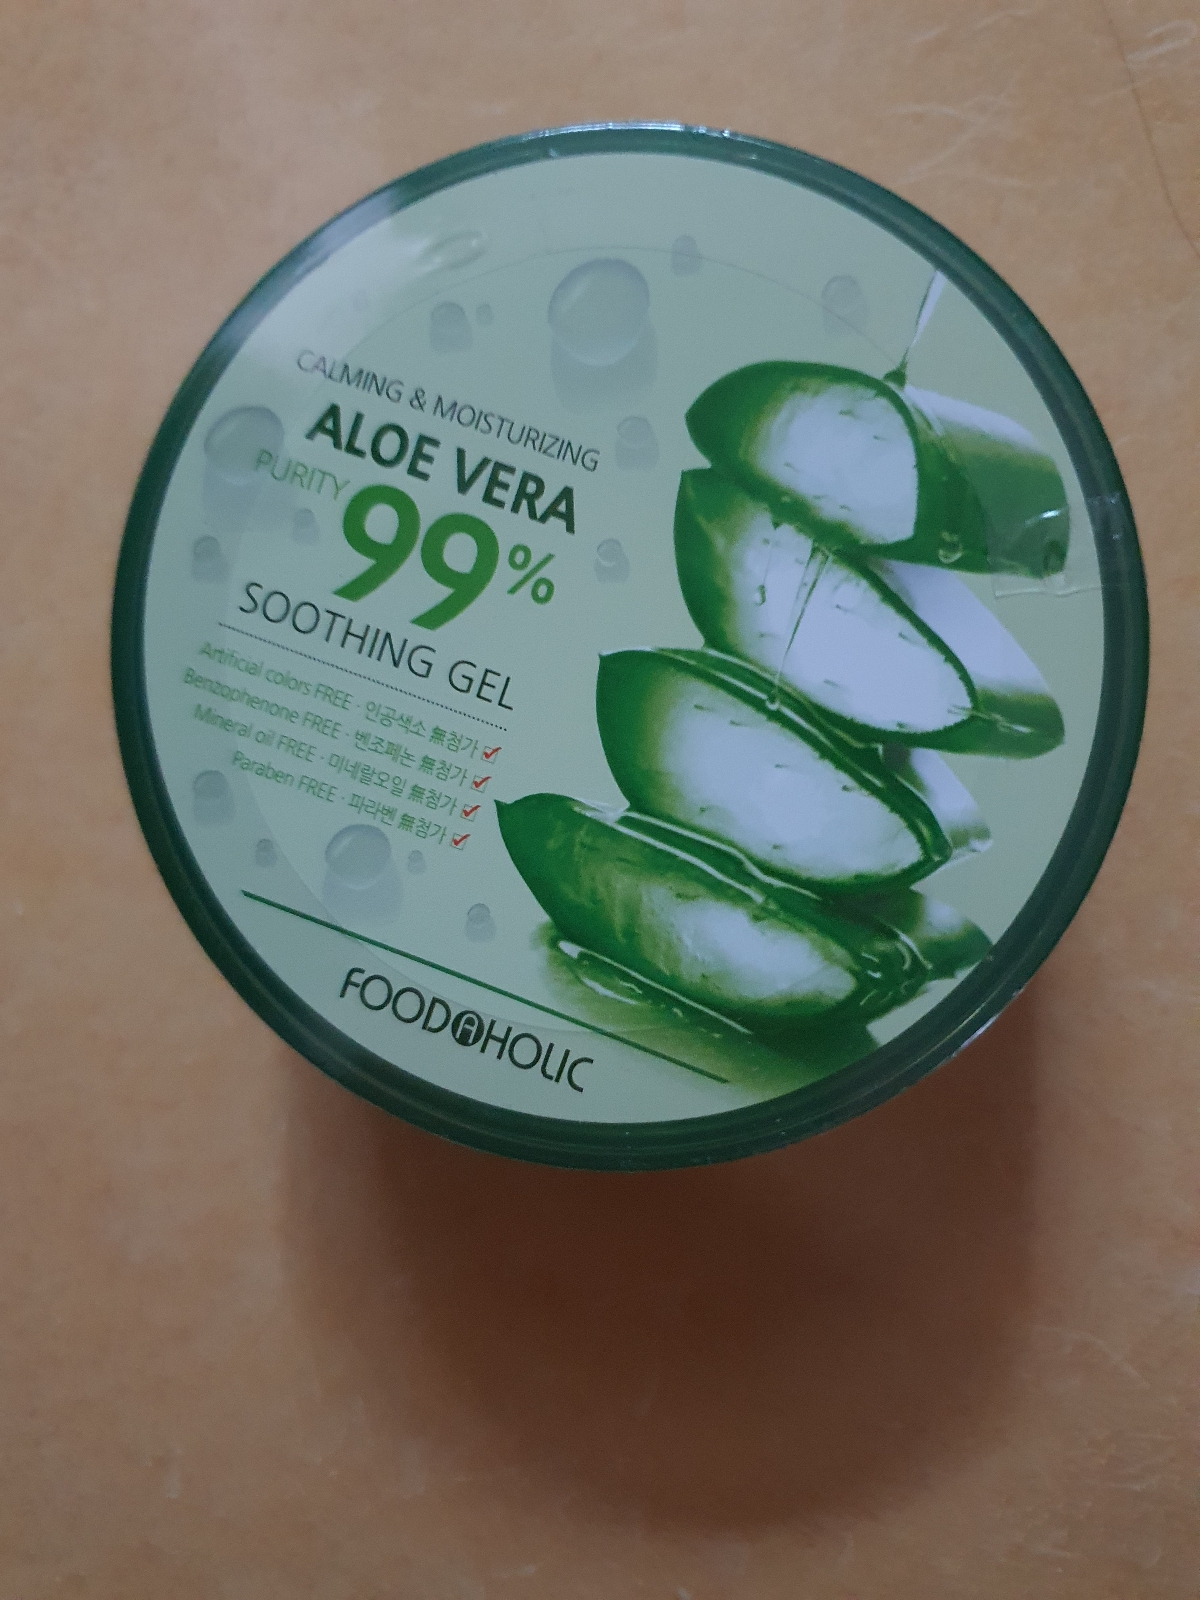 CALMING & MOISTURIZING
ALOE VERA
PURITY 99%
SOOTHING GEL
Artificial colors FREE · 인공색소 無첨가
Benzophenone FREE · 벤조페논 無첨가
Mineral oil FREE · 미네랄오일 無첨가
Paraben FREE · 파라벤 無첨가
FOODAHOLIC